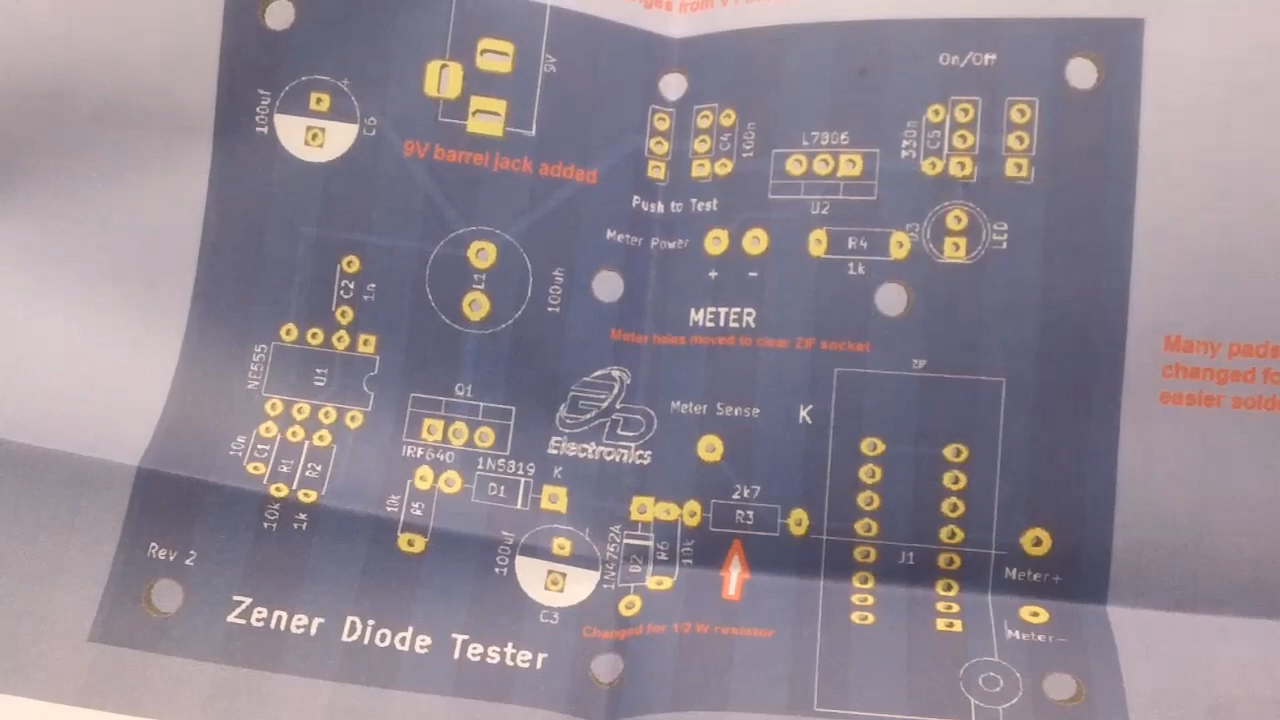 100uf
C6
9V
9V barrel jack added
On/Off
C4
100n
L7806
U2
330n
C5
Push to Test
Meter Power
+ -
R4
1k
LED
METER
Meter holes moved to clear ZIF socket
C2
1n
L1
100uh
NE555
U1
Many pads
easier
ZIF
Q1
IRF640
ED
Electronics
Meter Sense
K
10n
C1
R1
R2
10k
1k
10k
R5
1N5819
D1
K
2k7
R3
100uf
C3
1N4752A
D2
R6
10k
J1
Meter+
Meter-
Rev 2
Zener Diode Tester
Changed for 1/2 W resistor